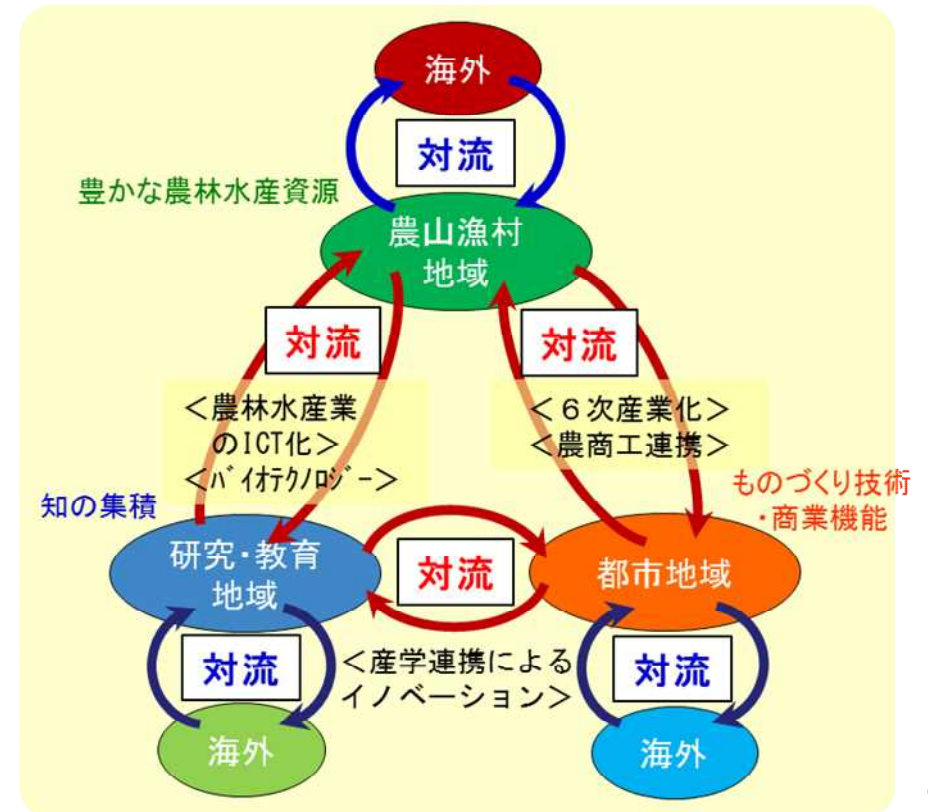 海外
対流
豊かな農林水産資源
農山漁村
地域
対流
対流
＜農林水産業
のICT化＞
＜ﾊﾞｲｵﾃｸﾉﾛｼﾞｰ＞
＜６次産業化＞
＜農商工連携＞
知の集積
ものづくり技術
・商業機能
研究・教育
地域
対流
都市地域
対流
＜産学連携による
イノベーション＞
対流
海外
海外